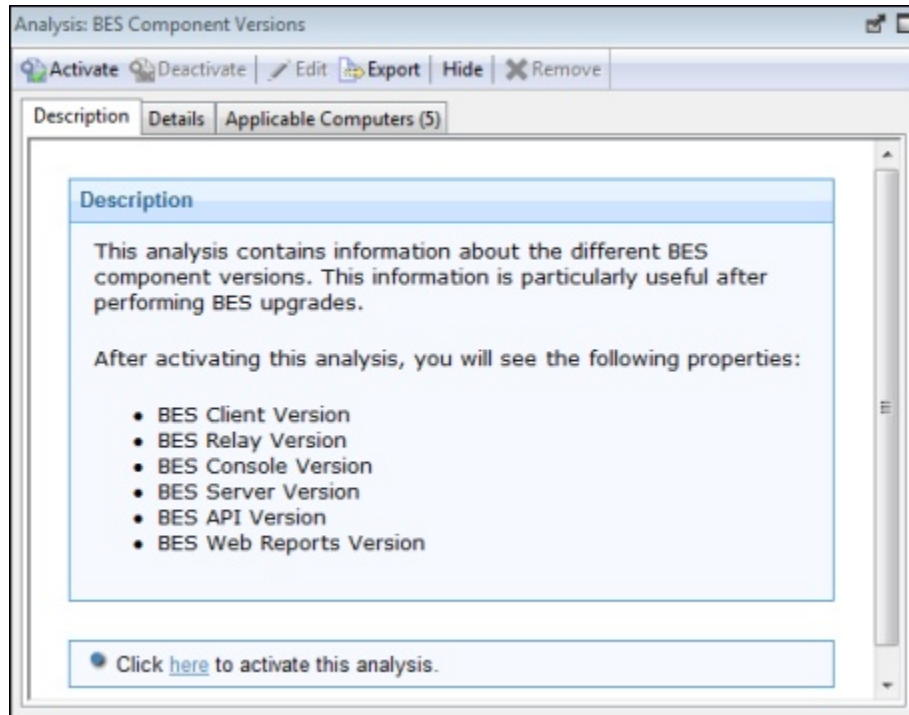 Analysis: BES Component Versions
Activate Deactivate Edit Export Hide Remove
Description Details Applicable Computers (5)
Description
This analysis contains information about the different BES
component versions. This information is particularly useful after
performing BES upgrades.
After activating this analysis, you will see the following properties:
• BES Client Version
• BES Relay Version
• BES Console Version
• BES Server Version
• BES API Version
• BES Web Reports Version
Click here to activate this analysis.